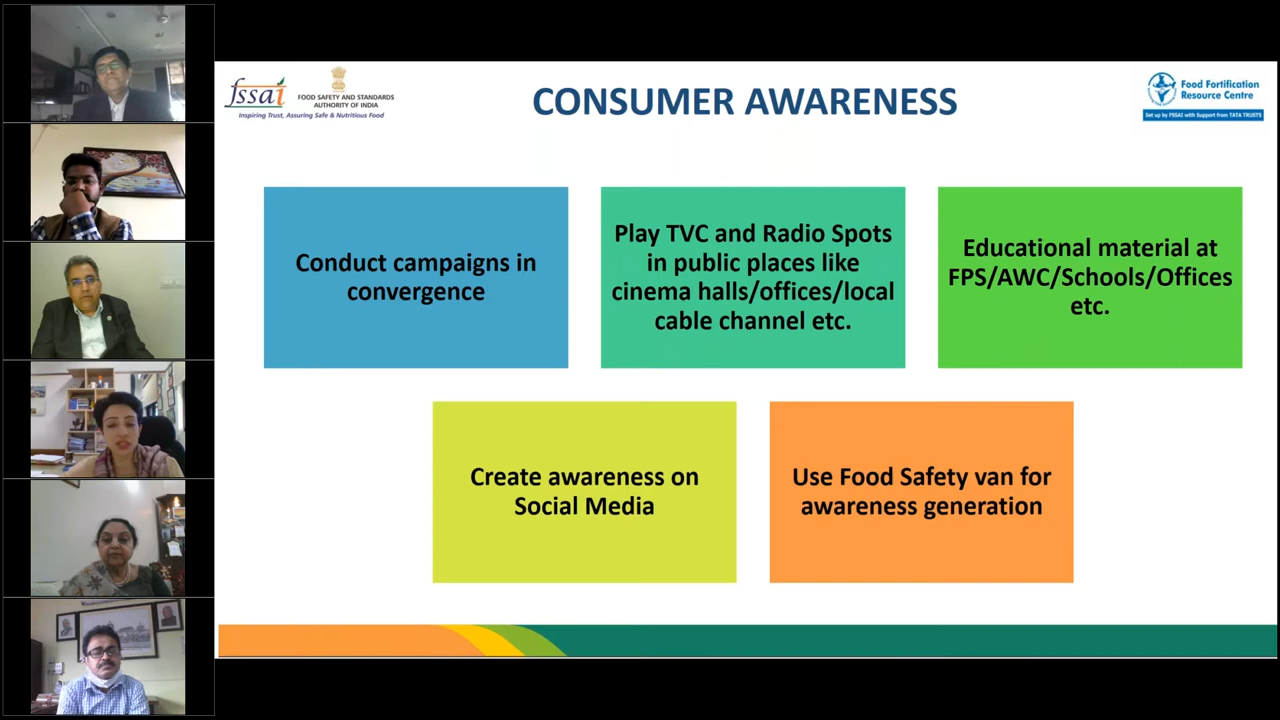 fssai
FOOD SAFETY AND STANDARDS
AUTHORITY OF INDIA
Inspiring Trust, Assuring Safe & Nutritious Food
CONSUMER AWARENESS
Food Fortification
Resource Centre
Set up by FSSAI with Support from TATA TRUSTS
Conduct campaigns in
convergence
Play TVC and Radio Spots
in public places like
cinema halls/offices/local
cable channel etc.
Educational material at
FPS/AWC/Schools/Offices
etc.
Create awareness on
Social Media
Use Food Safety van for
awareness generation